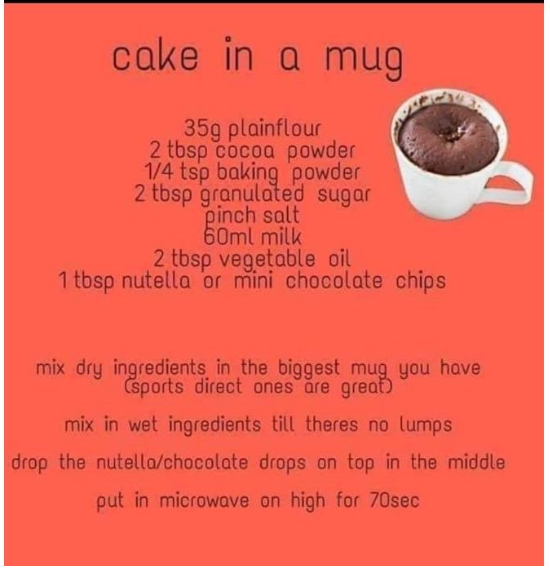 cake in a mug
35g plainflour
2 tbsp cocoa powder
1/4 tsp baking powder
2 tbsp granulated sugar
pinch salt
60ml milk
2 tbsp vegetable oil
1 tbsp nutella or mini chocolate chips
mix dry ingredients in the biggest mug you have
(sports direct ones are great)
mix in wet ingredients till theres no lumps
drop the nutella/chocolate drops on top in the middle
put in microwave on high for 70sec